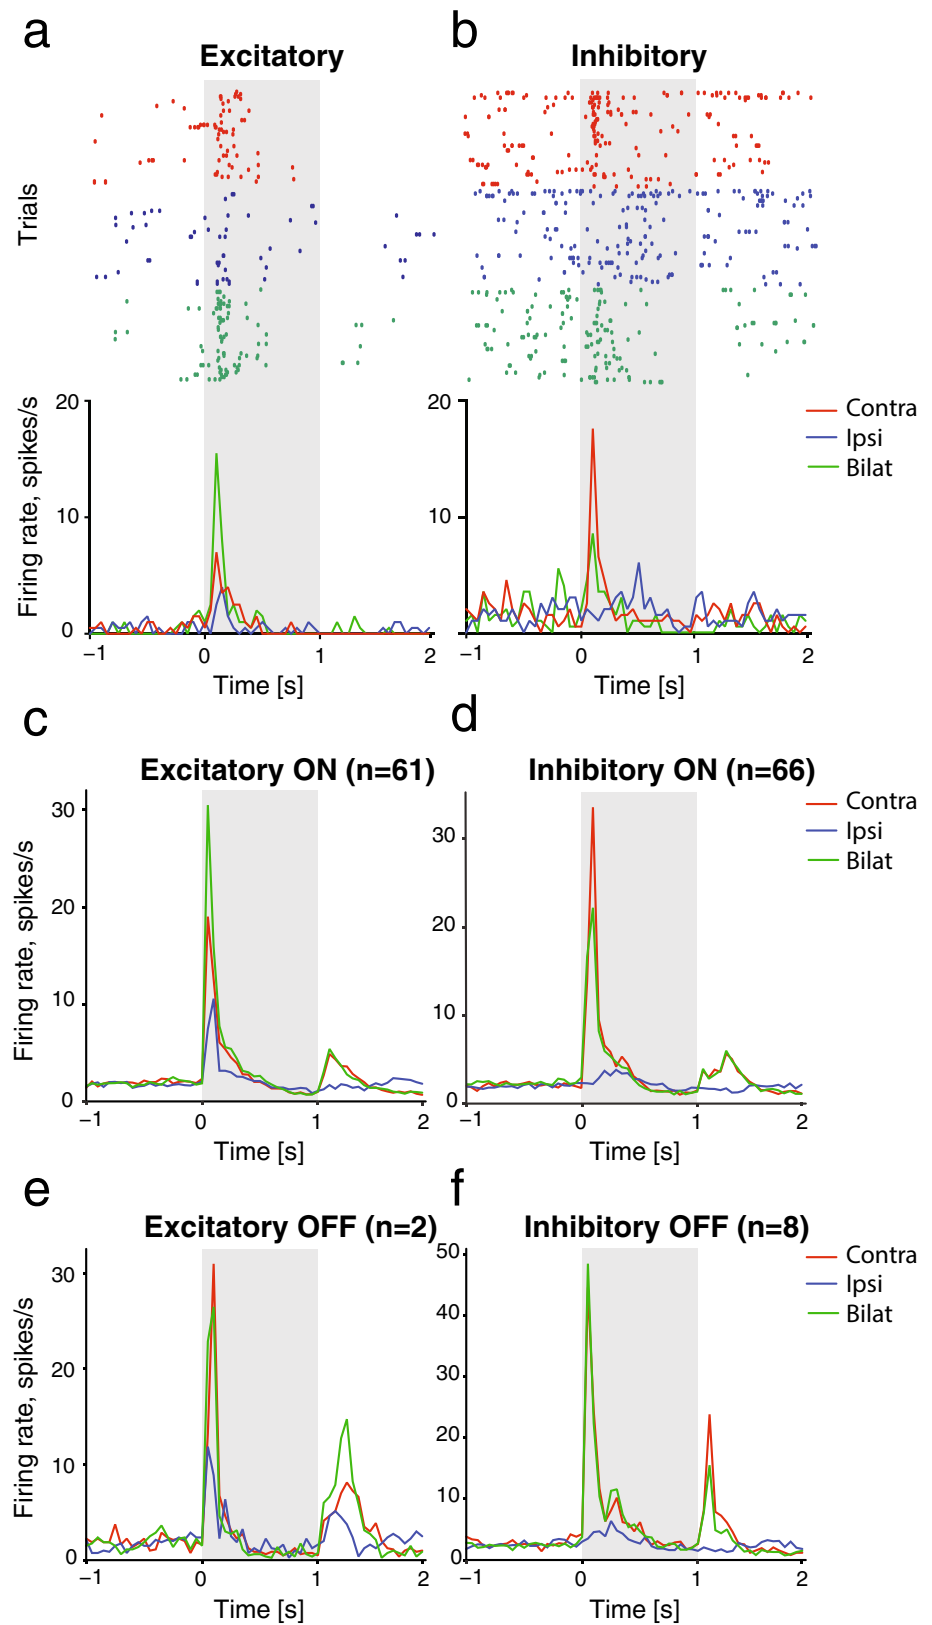 a
b
Excitatory
Inhibitory
Trials
Firing rate, spikes/s
20
10
0
−1
0
1
2
Time [s]
20
10
−1
0
1
2
Time [s]
Contra
Ipsi
Bilat
c
d
Excitatory ON (n=61)
Inhibitory ON (n=66)
Firing rate, spikes/s
30
20
10
0
−1
0
1
2
Time [s]
30
20
10
0
−1
0
1
2
Time [s]
Contra
Ipsi
Bilat
e
f
Excitatory OFF (n=2)
Inhibitory OFF (n=8)
Firing rate, spikes/s
30
20
10
0
−1
0
1
2
Time [s]
50
40
30
20
10
0
−1
0
1
2
Time [s]
Contra
Ipsi
Bilat